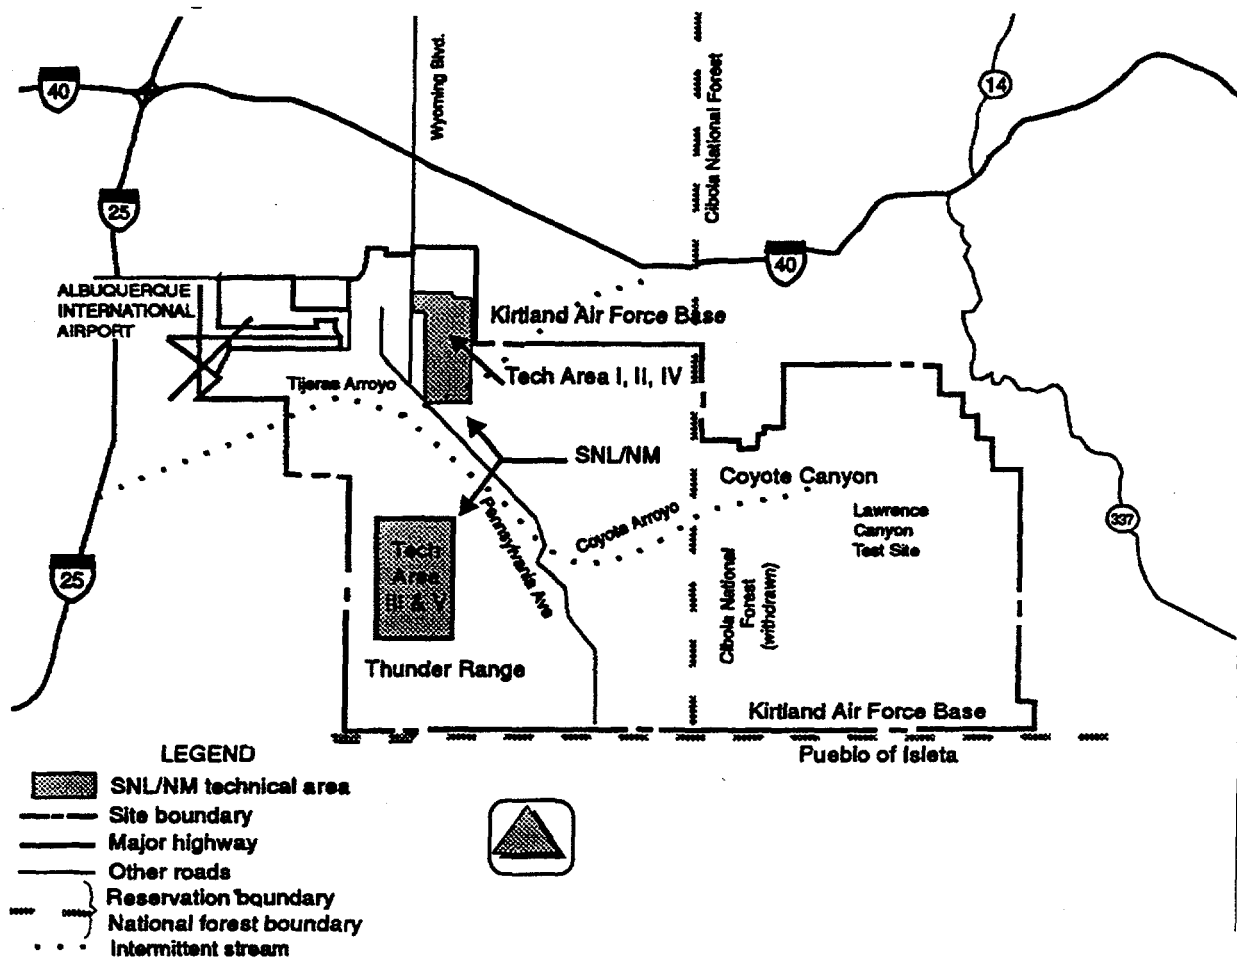 40
Wyoming Blvd.
Cibola National Forest
14
25
40
ALBUQUERQUE
INTERNATIONAL
AIRPORT
Kirtland Air Force Base
Tech Area I, II, IV
Tijeras Arroyo
SNL/NM
Coyote Canyon
Pennsylvania Ave
Coyote Arroyo
Lawrence
Canyon
Test Site
337
25
Tech
Area
III & V
Cibola National
Forest
(withdrawn)
Thunder Range
Kirtland Air Force Base
Pueblo of Isleta
LEGEND
SNL/NM technical area
Site boundary
Major highway
Other roads
Reservation boundary
National forest boundary
Intermittent stream